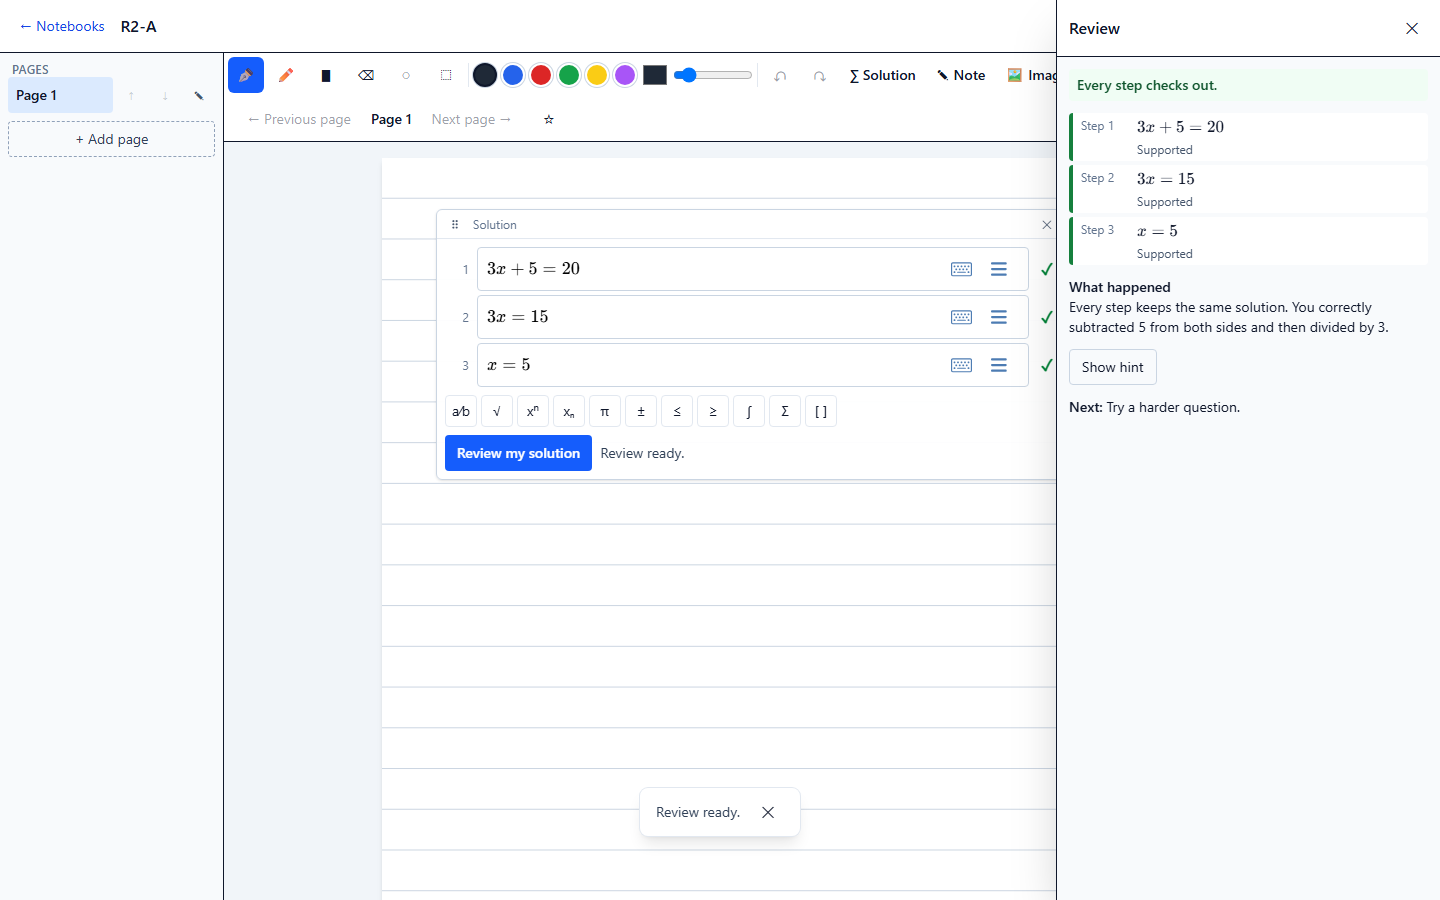 ← Notebooks R2-A
PAGES
Page 1 ↑ ↓
+ Add page
∑ Solution Note Imag
← Previous page Page 1 Next page → ☆
Solution
1 3x + 5 = 20 ✓
2 3x = 15 ✓
3 x = 5 ✓
a/b √ xⁿ xₙ π ± ≤ ≥ ∫ Σ [ ]
Review my solution Review ready.
Review ready.
Review
Every step checks out.
Step 1 3x + 5 = 20
Supported
Step 2 3x = 15
Supported
Step 3 x = 5
Supported
What happened
Every step keeps the same solution. You correctly
subtracted 5 from both sides and then divided by 3.
Show hint
Next: Try a harder question.